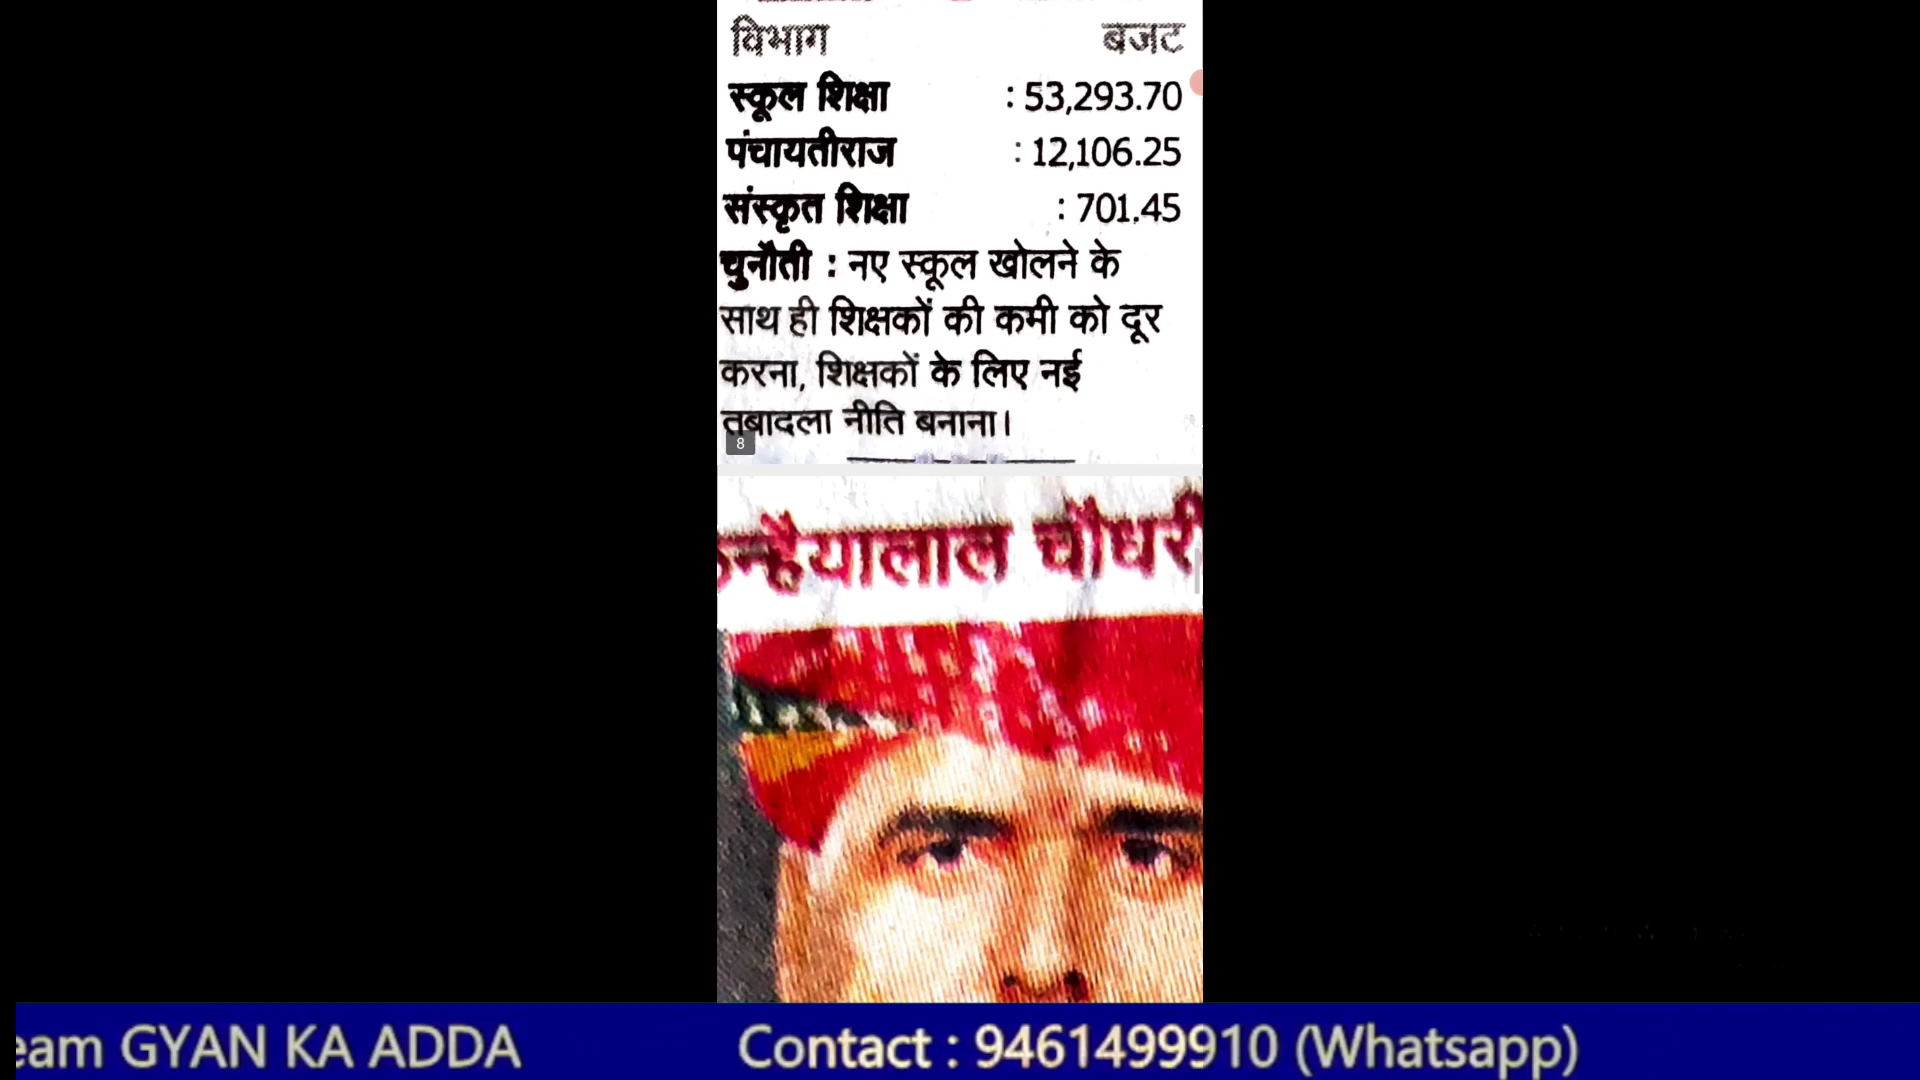 विभाग बजट
स्कूल शिक्षा : 53,293.70
पंचायतीराज : 12,106.25
संस्कृत शिक्षा : 701.45
चुनौती : नए स्कूल खोलने के
साथ ही शिक्षकों की कमी को दूर
करना, शिक्षकों के लिए नई
तबादला नीति बनाना।
8
कन्हैयालाल चौधरी
eam GYAN KA ADDA Contact : 9461499910 (Whatsapp)